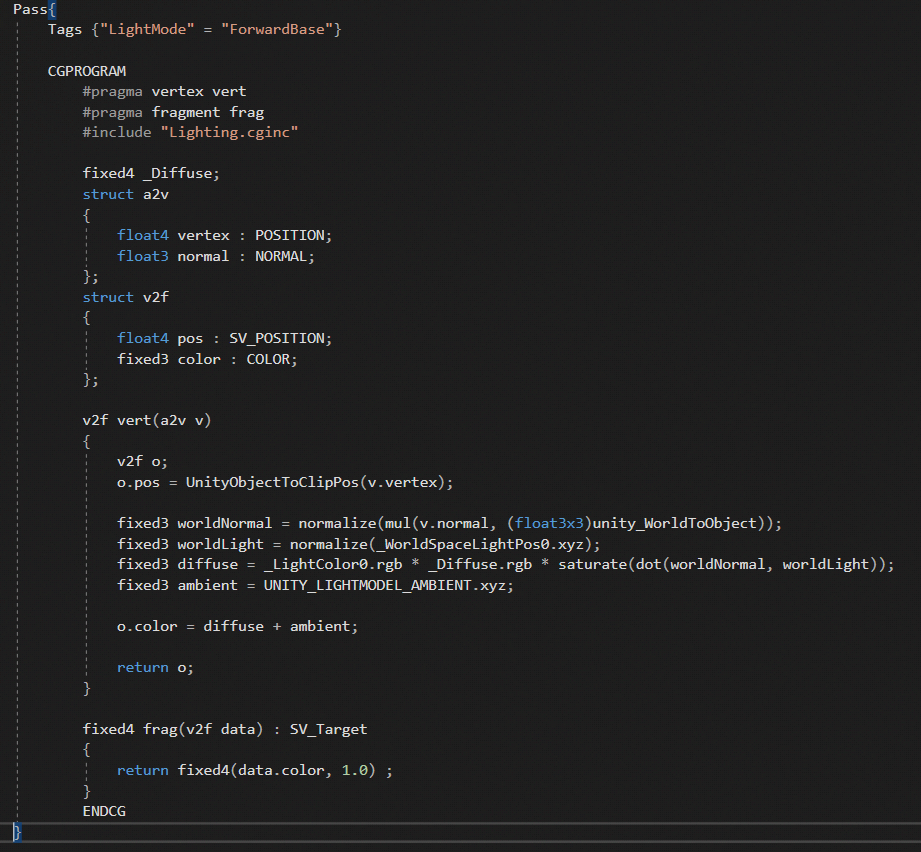 Pass{
Tags {"LightMode" = "ForwardBase"}
CGPROGRAM
#pragma vertex vert
#pragma fragment frag
#include "Lighting.cginc"
fixed4 _Diffuse;
struct a2v
{
float4 vertex : POSITION;
float3 normal : NORMAL;
};
struct v2f
{
float4 pos : SV_POSITION;
fixed3 color : COLOR;
};
v2f vert(a2v v)
{
v2f o;
o.pos = UnityObjectToClipPos(v.vertex);
fixed3 worldNormal = normalize(mul(v.normal, (float3x3)unity_WorldToObject));
fixed3 worldLight = normalize(_WorldSpaceLightPos0.xyz);
fixed3 diffuse = _LightColor0.rgb * _Diffuse.rgb * saturate(dot(worldNormal, worldLight));
fixed3 ambient = UNITY_LIGHTMODEL_AMBIENT.xyz;
o.color = diffuse + ambient;
return o;
}
fixed4 frag(v2f data) : SV_Target
{
return fixed4(data.color, 1.0) ;
}
ENDCG
}